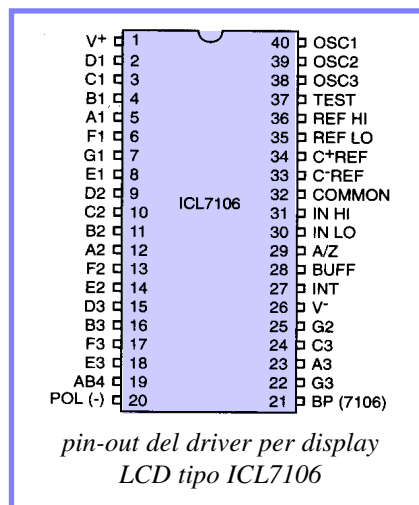 V+ 1 40 OSC1
D1 2 39 OSC2
C1 3 38 OSC3
B1 4 37 TEST
A1 5 36 REF HI
F1 6 35 REF LO
G1 7 34 C+REF
E1 8 33 C-REF
D2 9 32 COMMON
ICL7106
C2 10 31 IN HI
B2 11 30 IN LO
A2 12 29 A/Z
F2 13 28 BUFF
E2 14 27 INT
D3 15 26 V-
B3 16 25 G2
F3 17 24 C3
E3 18 23 A3
AB4 19 22 G3
POL (-) 20 21 BP (7106)
pin-out del driver per display
LCD tipo ICL7106